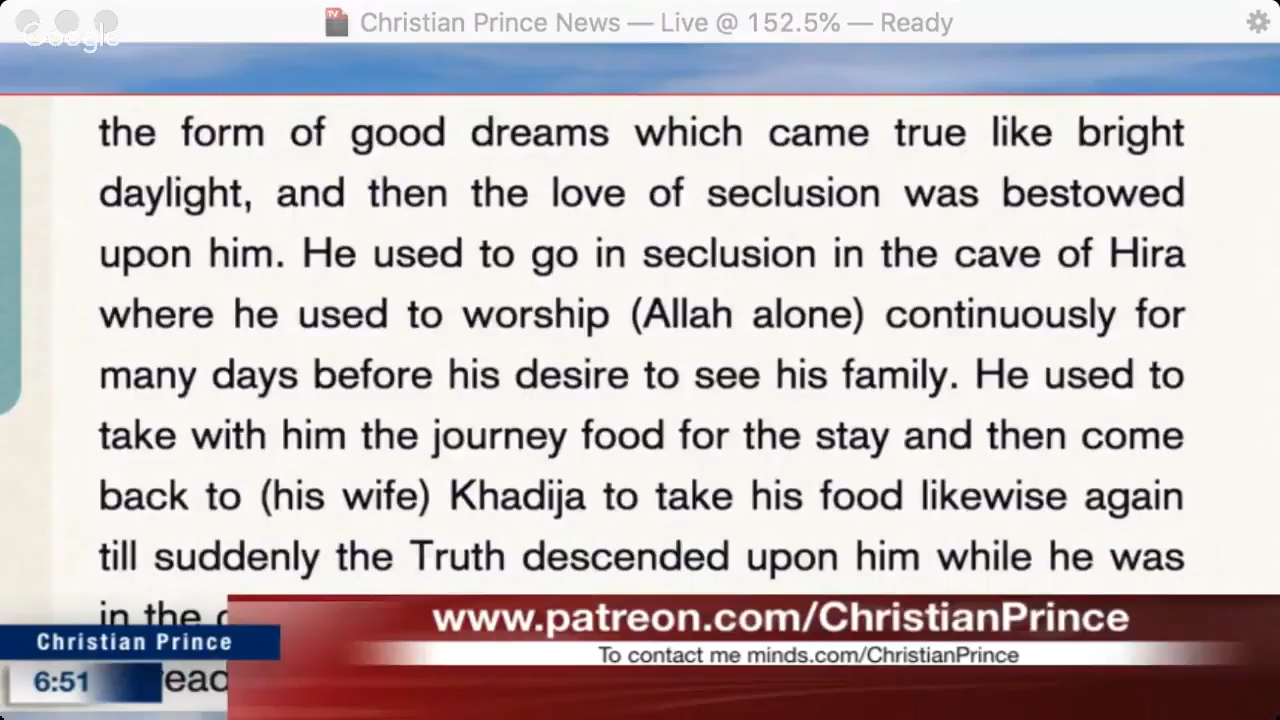 Christian Prince News — Live @ 152.5% — Ready
Google
the form of good dreams which came true like bright
daylight, and then the love of seclusion was bestowed
upon him. He used to go in seclusion in the cave of Hira
where he used to worship (Allah alone) continuously for
many days before his desire to see his family. He used to
take with him the journey food for the stay and then come
back to (his wife) Khadija to take his food likewise again
till suddenly the Truth descended upon him while he was
in the
www.patreon.com/ChristianPrince
Christian Prince
To contact me minds.com/ChristianPrince
6:51